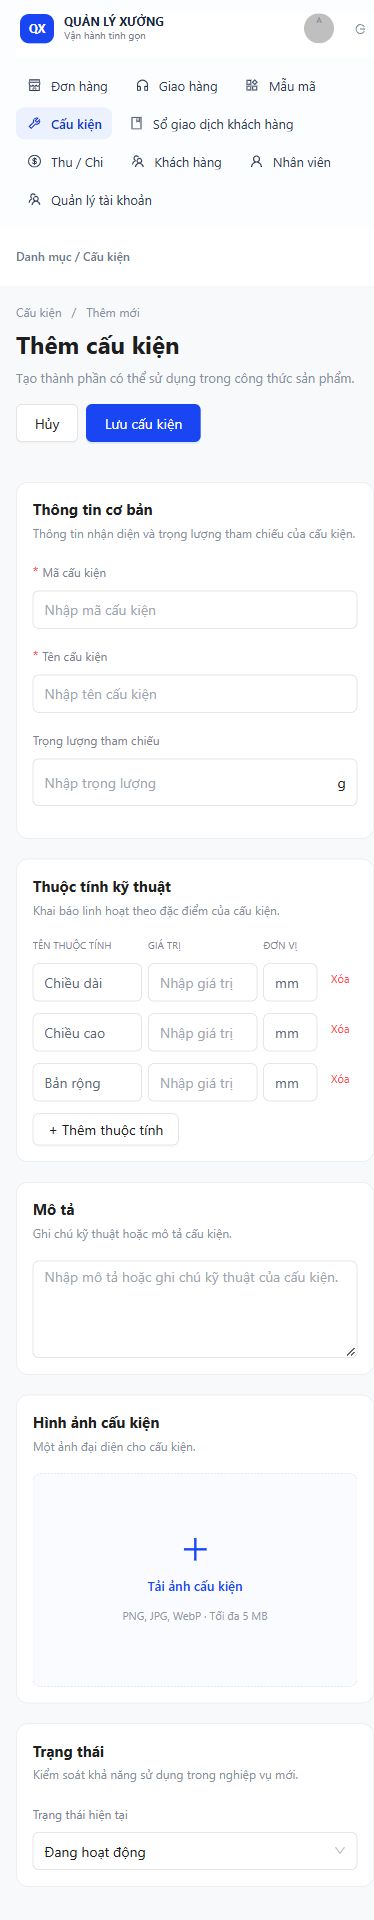 QX QUẢN LÝ XƯỞNG
Vận hành tinh gọn
A
Đơn hàng Giao hàng Mẫu mã
Cấu kiện Sổ giao dịch khách hàng
Thu / Chi Khách hàng Nhân viên
Quản lý tài khoản
Danh mục / Cấu kiện
Cấu kiện / Thêm mới
Thêm cấu kiện
Tạo thành phần có thể sử dụng trong công thức sản phẩm.
Hủy Lưu cấu kiện
Thông tin cơ bản
Thông tin nhận diện và trọng lượng tham chiếu của cấu kiện.
* Mã cấu kiện
Nhập mã cấu kiện
* Tên cấu kiện
Nhập tên cấu kiện
Trọng lượng tham chiếu
Nhập trọng lượng g
Thuộc tính kỹ thuật
Khai báo linh hoạt theo đặc điểm của cấu kiện.
TÊN THUỘC TÍNH GIÁ TRỊ ĐƠN VỊ
Chiều dài Nhập giá trị mm Xóa
Chiều cao Nhập giá trị mm Xóa
Bản rộng Nhập giá trị mm Xóa
+ Thêm thuộc tính
Mô tả
Ghi chú kỹ thuật hoặc mô tả cấu kiện.
Nhập mô tả hoặc ghi chú kỹ thuật của cấu kiện.
Hình ảnh cấu kiện
Một ảnh đại diện cho cấu kiện.
Tải ảnh cấu kiện
PNG, JPG, WebP · Tối đa 5 MB
Trạng thái
Kiểm soát khả năng sử dụng trong nghiệp vụ mới.
Trạng thái hiện tại
Đang hoạt động